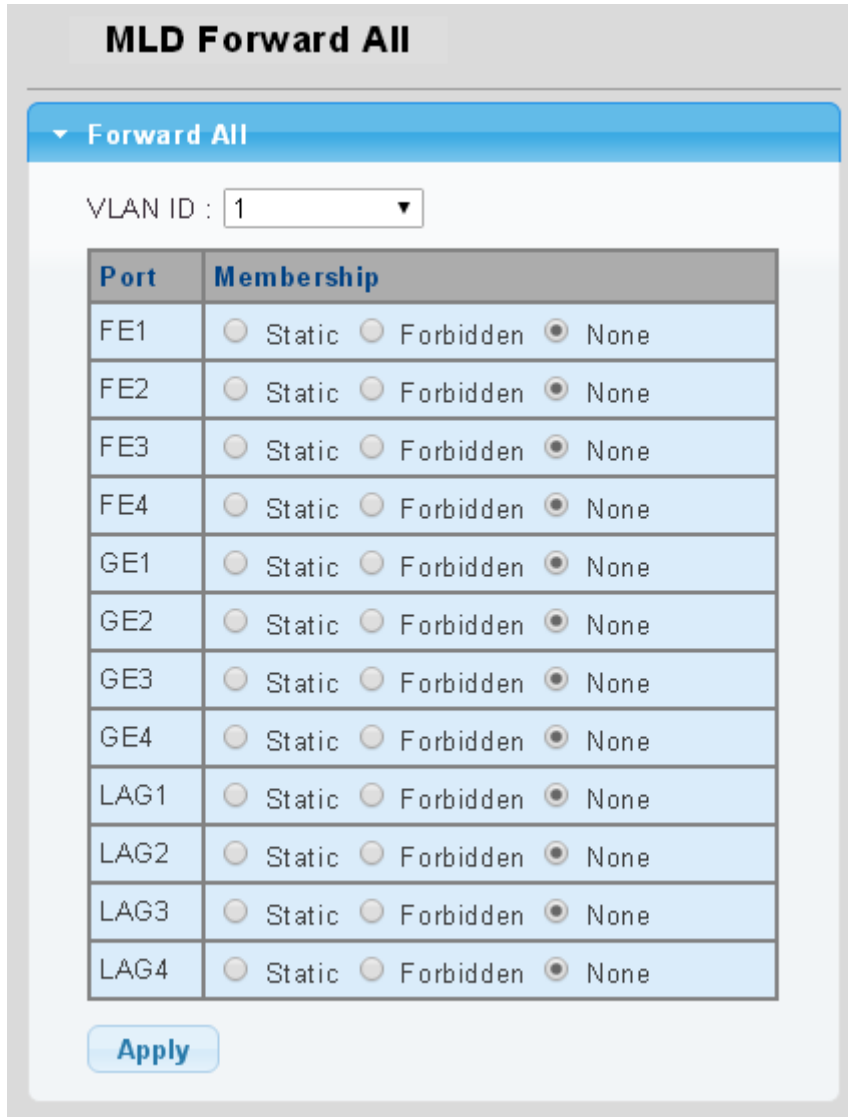 MLD Forward All
Forward All
VLAN ID : 1
Port Membership
FE1 Static Forbidden None
FE2 Static Forbidden None
FE3 Static Forbidden None
FE4 Static Forbidden None
GE1 Static Forbidden None
GE2 Static Forbidden None
GE3 Static Forbidden None
GE4 Static Forbidden None
LAG1 Static Forbidden None
LAG2 Static Forbidden None
LAG3 Static Forbidden None
LAG4 Static Forbidden None
Apply